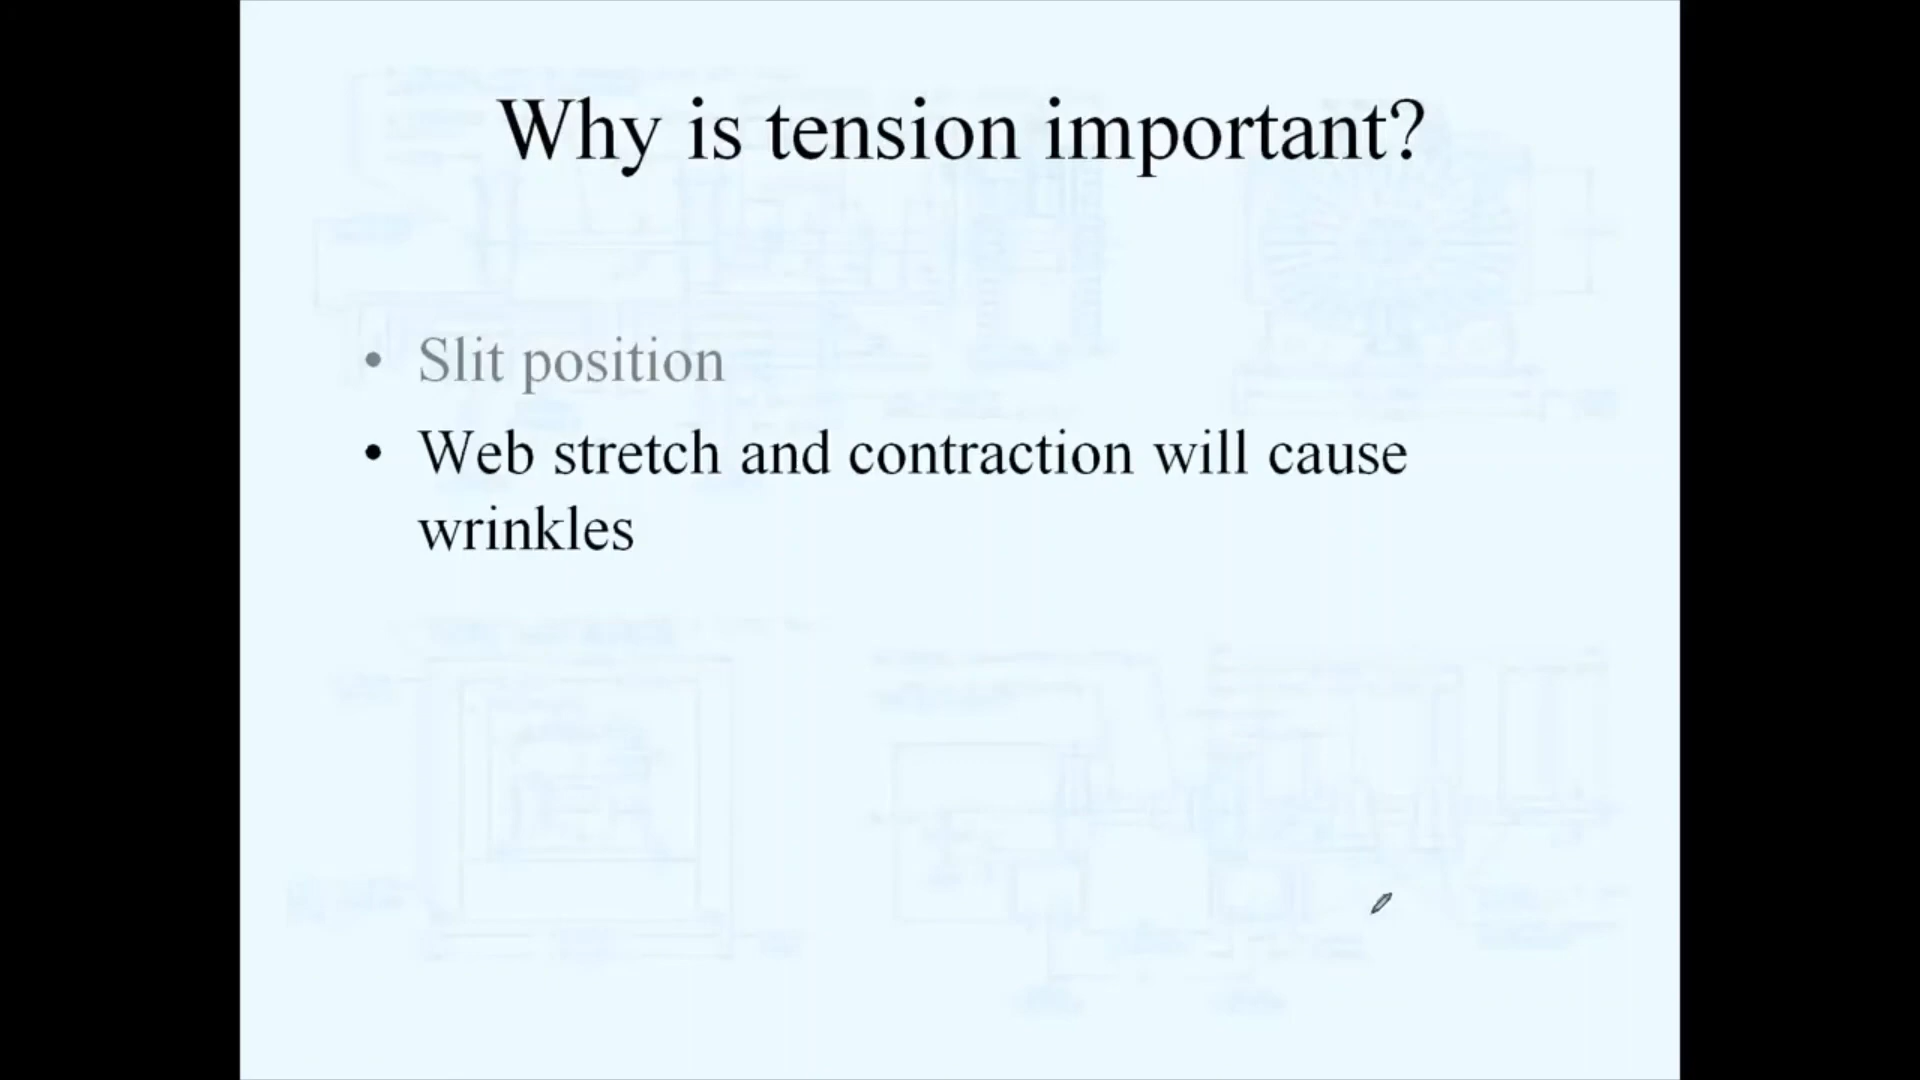 Why is tension important?
• Slit position
• Web stretch and contraction will cause
wrinkles